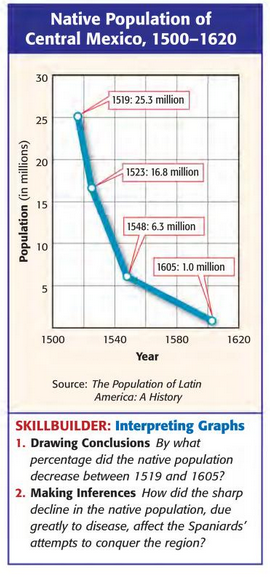 Native Population of
Central Mexico, 1500–1620
Population (in millions)
30
25
20
15
10
5
1519: 25.3 million
1523: 16.8 million
1548: 6.3 million
1605: 1.0 million
1500
1540
1580
1620
Year
Source: The Population of Latin
America: A History
SKILLBUILDER: Interpreting Graphs
1. Drawing Conclusions By what
percentage did the native population
decrease between 1519 and 1605?
2. Making Inferences How did the sharp
decline in the native population, due
greatly to disease, affect the Spaniards’
attempts to conquer the region?